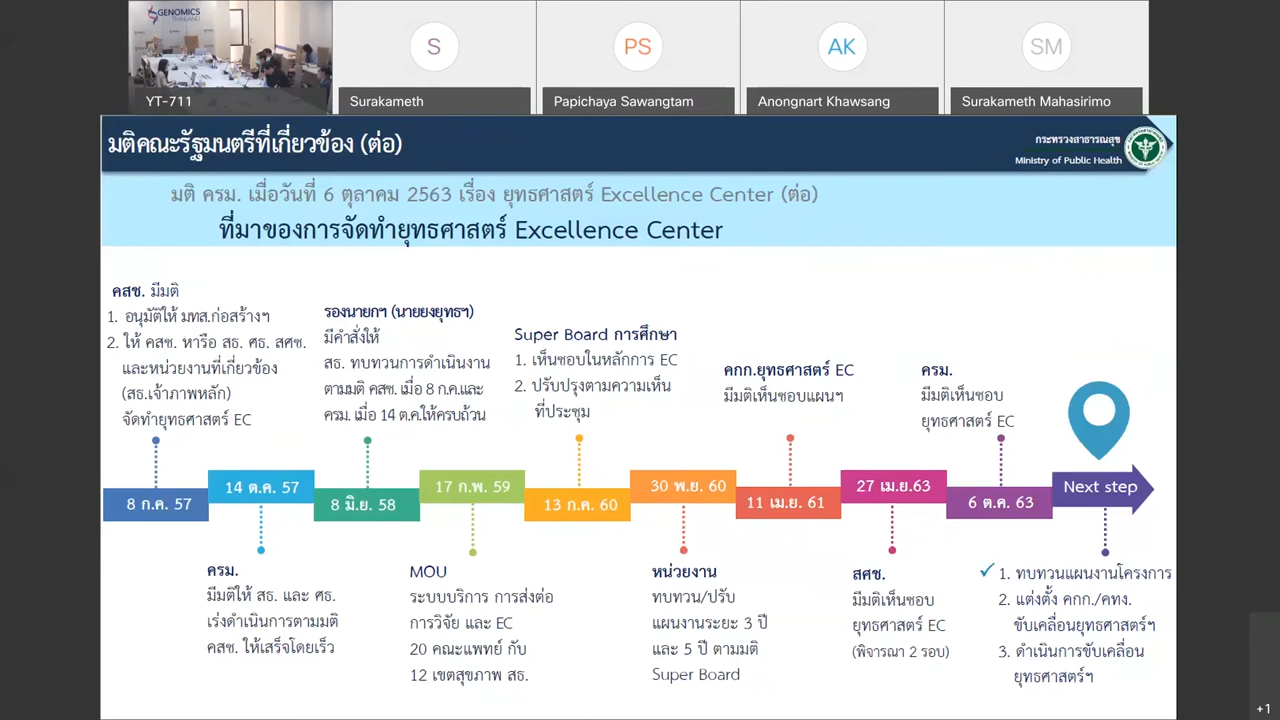 GENOMICS
THAILAND
YT-711
S
Surakameth
PS
Papichaya Sawangtam
AK
Anongnart Khawsang
SM
Surakameth Mahasirimo
มติคณะรัฐมนตรีที่เกี่ยวข้อง (ต่อ)
กระทรวงสาธารณสุข
Ministry of Public Health
มติ ครม. เมื่อวันที่ 6 ตุลาคม 2563 เรื่อง ยุทธศาสตร์ Excellence Center (ต่อ)
ที่มาของการจัดทำยุทธศาสตร์ Excellence Center
คสช. มีมติ
1. อนุมัติให้ มทส.ก่อสร้างฯ
2. ให้ คสช. หารือ สธ. ศธ. สศช.
และหน่วยงานที่เกี่ยวข้อง
(สธ.เจ้าภาพหลัก)
จัดทำยุทธศาสตร์ EC
รองนายกฯ (นายยงยุทธฯ)
มีคำสั่งให้
สธ. ทบทวนการดำเนินงาน
ตามมติ คสช. เมื่อ 8 ก.ค.และ
ครม. เมื่อ 14 ต.ค.ให้ครบถ้วน
Super Board การศึกษา
1. เห็นชอบในหลักการ EC
2. ปรับปรุงตามความเห็น
ที่ประชุม
คกก.ยุทธศาสตร์ EC
มีมติเห็นชอบแผนฯ
ครม.
มีมติเห็นชอบ
ยุทธศาสตร์ EC
8 ก.ค. 57
14 ต.ค. 57
8 มิ.ย. 58
17 ก.พ. 59
13 ก.ค. 60
30 พ.ย. 60
11 เม.ย. 61
27 เม.ย.63
6 ต.ค. 63
Next step
ครม.
มีมติให้ สธ. และ ศธ.
เร่งดำเนินการตามมติ
คสช. ให้เสร็จโดยเร็ว
MOU
ระบบบริการ การส่งต่อ
การวิจัย และ EC
20 คณะแพทย์ กับ
12 เขตสุขภาพ สธ.
หน่วยงาน
ทบทวน/ปรับ
แผนงานระยะ 3 ปี
และ 5 ปี ตามมติ
Super Board
สศช.
มีมติเห็นชอบ
ยุทธศาสตร์ EC
(พิจารณา 2 รอบ)
✓ 1. ทบทวนแผนงานโครงการ
2. แต่งตั้ง คกก./คทง.
ขับเคลื่อนยุทธศาสตร์ฯ
3. ดำเนินการขับเคลื่อน
ยุทธศาสตร์ฯ
+1